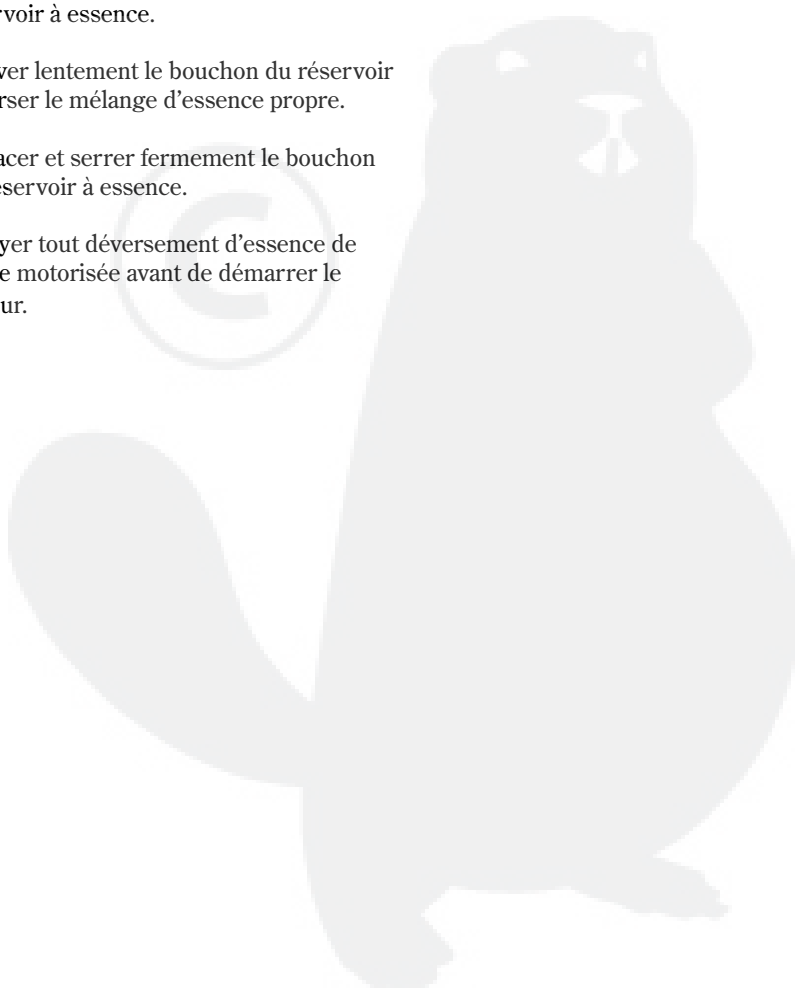 rvoir à essence.
ver lentement le bouchon du réservoir
rser le mélange d’essence propre.
acer et serrer fermement le bouchon
éservoir à essence.
yer tout déversement d’essence de
e motorisée avant de démarrer le
ur.
©